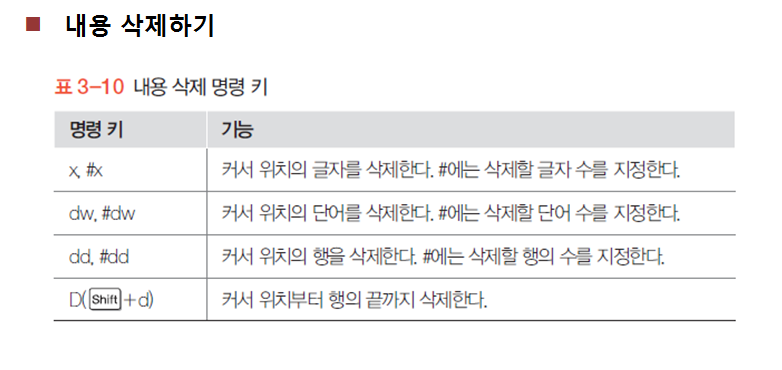 ■ 내용 삭제하기
표 3-10 내용 삭제 명령 키
명령 키 기능
x, #x 커서 위치의 글자를 삭제한다. #에는 삭제할 글자 수를 지정한다.
dw, #dw 커서 위치의 단어를 삭제한다. #에는 삭제할 단어 수를 지정한다.
dd, #dd 커서 위치의 행을 삭제한다. #에는 삭제할 행의 수를 지정한다.
D(Shift+d) 커서 위치부터 행의 끝까지 삭제한다.